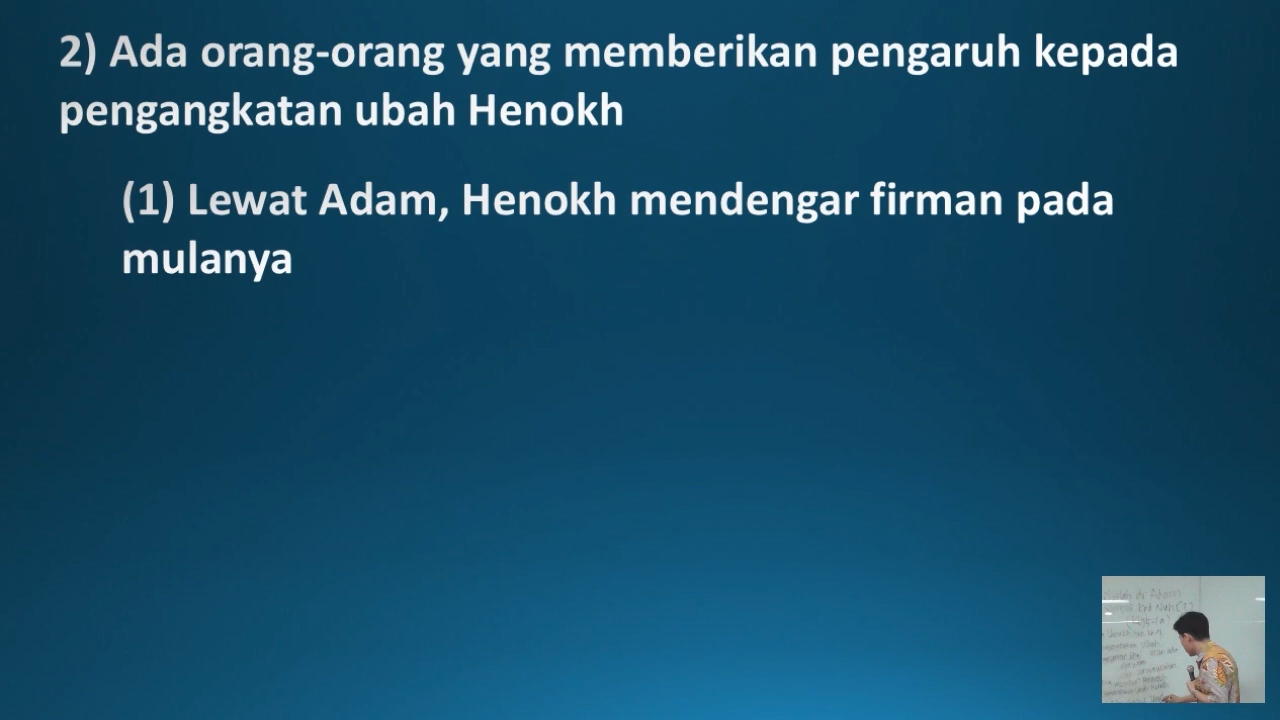 2) Ada orang-orang yang memberikan pengaruh kepada
pengangkatan ubah Henokh
(1) Lewat Adam, Henokh mendengar firman pada
mulanya